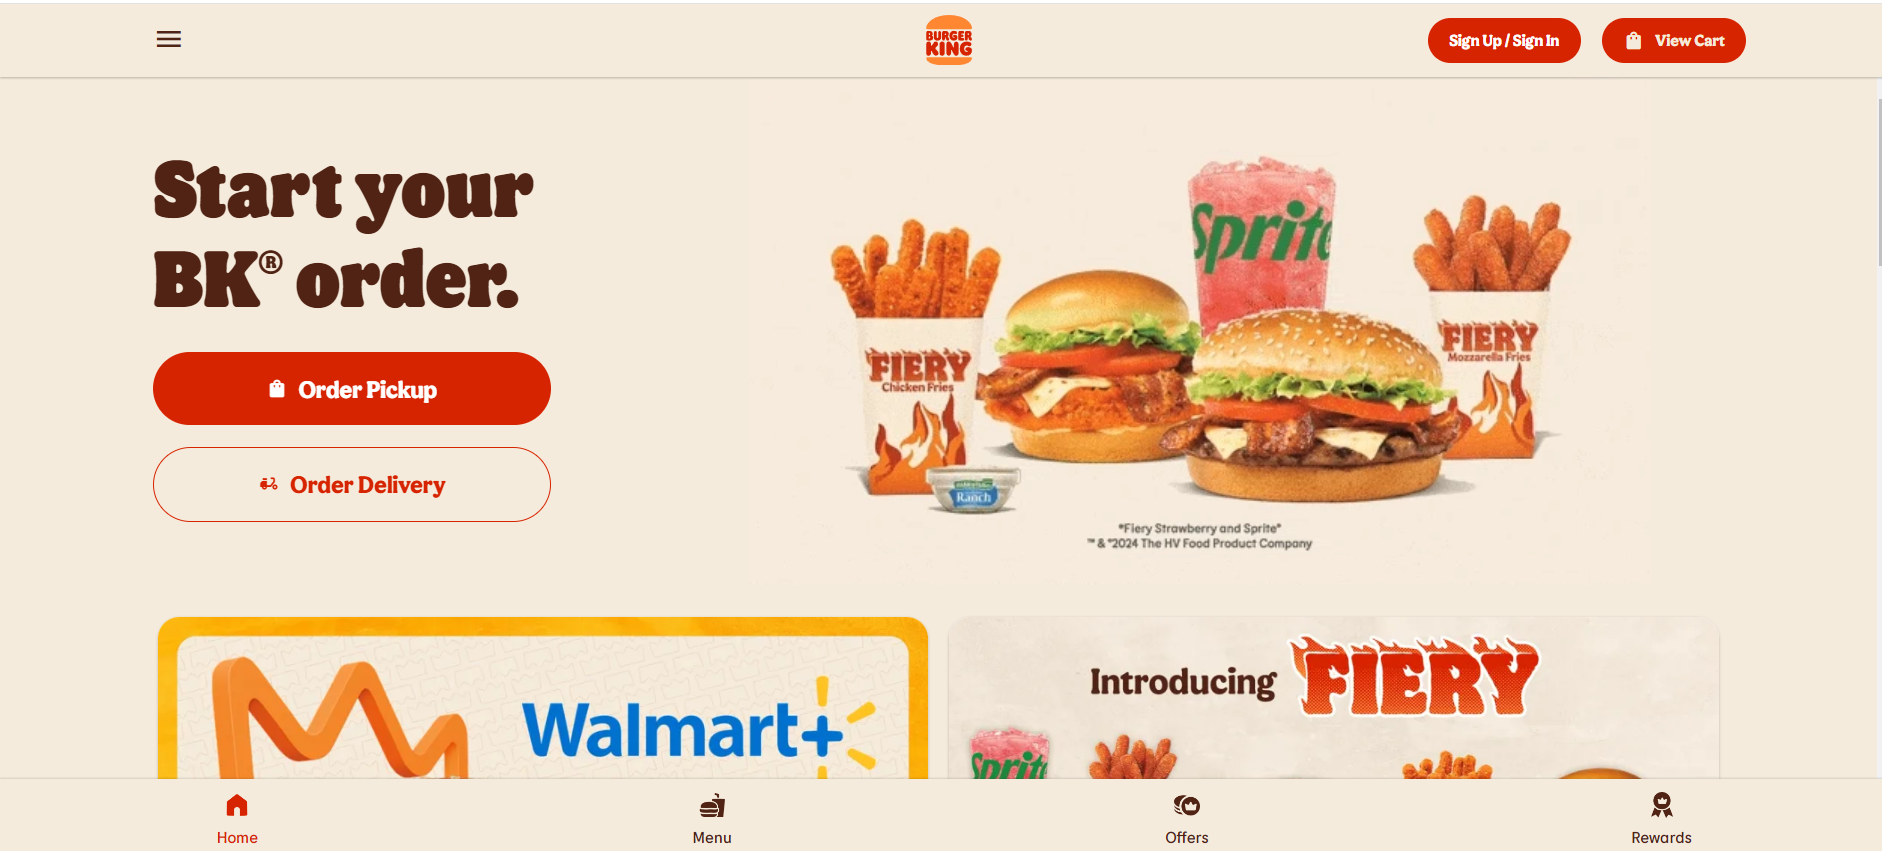 BURGER
KING
Sign Up / Sign In
View Cart
Start your
BK® order.
Order Pickup
Order Delivery
Sprite
FIERY
Chicken Fries
FIERY
Mozzarella Fries
Ranch
*Fiery Strawberry and Sprite*
™ & ®2024 The HV Food Product Company
Walmart+
Introducing FIERY
Sprite
Home
Menu
Offers
Rewards